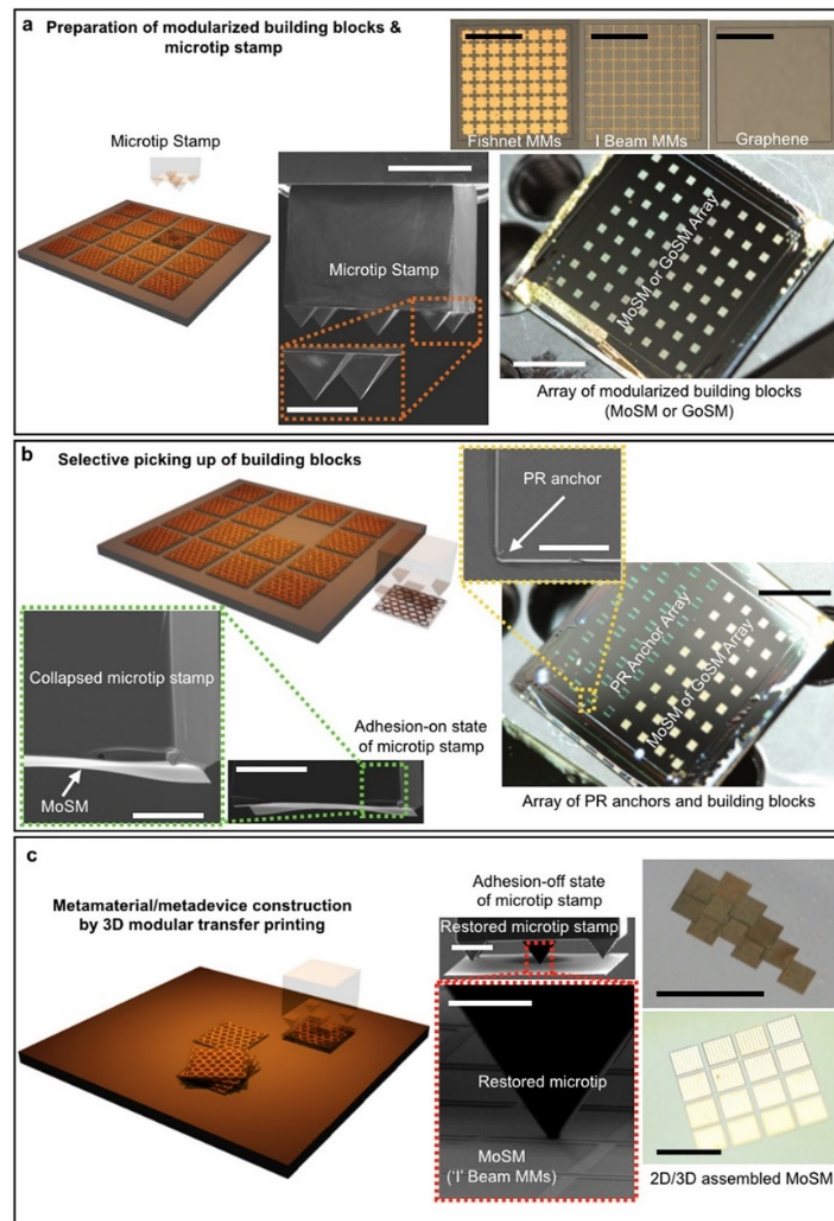 a Preparation of modularized building blocks &
microtip stamp
Fishnet MMs
I Beam MMs
Graphene
Microtip Stamp
Microtip Stamp
MoSM or GoSM Array
Array of modularized building blocks
(MoSM or GoSM)
b Selective picking up of building blocks
PR anchor
Collapsed microtip stamp
MoSM
Adhesion-on state
of microtip stamp
PR Anchor Array
MoSM of GoSM Array
Array of PR anchors and building blocks
c
Metamaterial/metadevice construction
by 3D modular transfer printing
Adhesion-off state
of microtip stamp
Restored microtip stamp
Restored microtip
MoSM
('I' Beam MMs)
2D/3D assembled MoSM